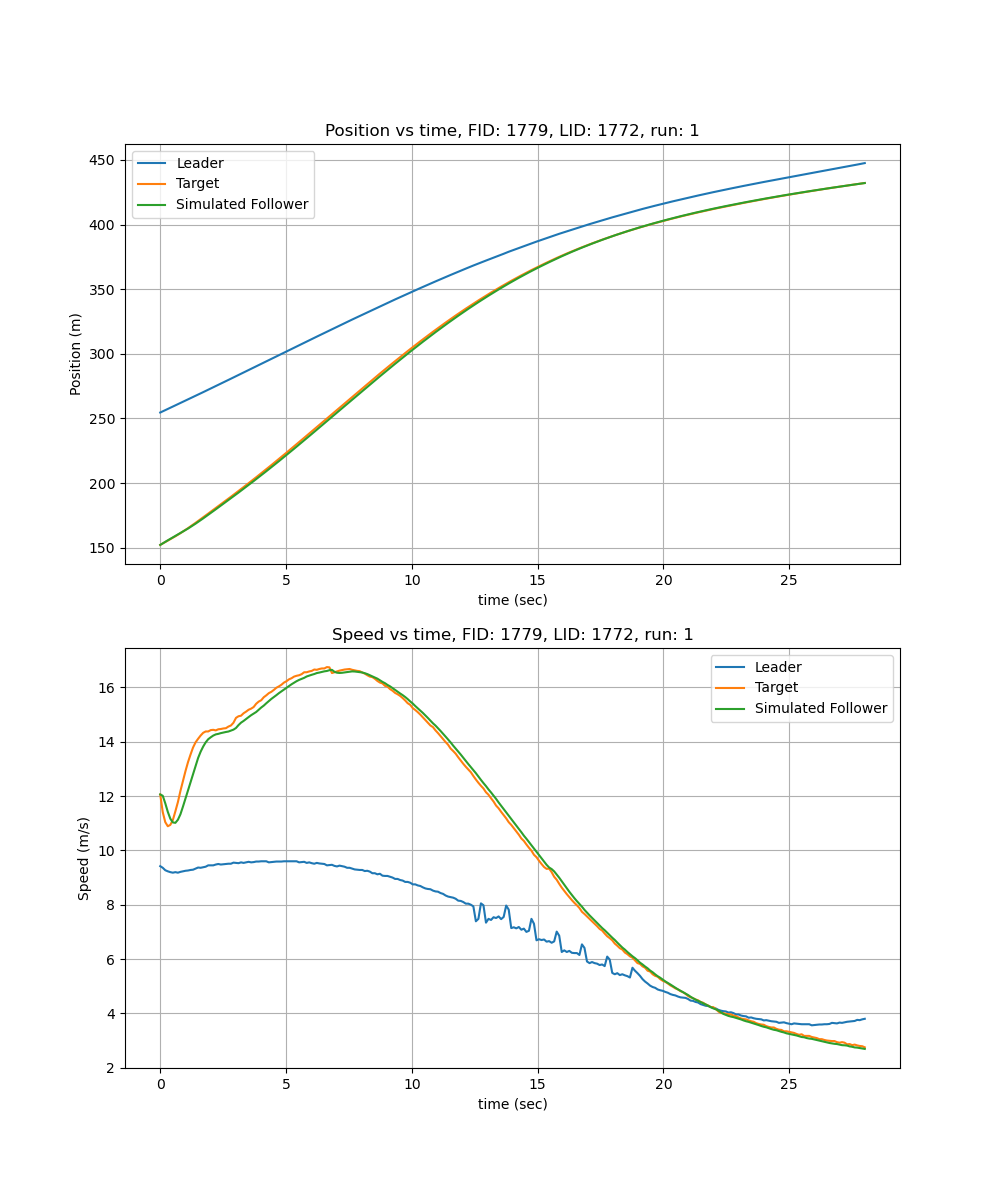 Position vs time, FID: 1779, LID: 1772, run: 1
Leader
Target
Simulated Follower
450
400
350
300
250
200
150
Position (m)
0 5 10 15 20 25
time (sec)
Speed vs time, FID: 1779, LID: 1772, run: 1
Leader
Target
Simulated Follower
16
14
12
10
8
6
4
2
Speed (m/s)
0 5 10 15 20 25
time (sec)